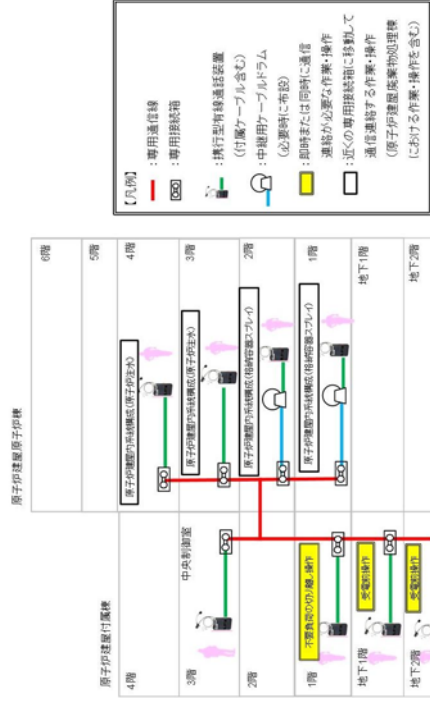 原子炉建屋原子炉棟
6階
5階
4階
原子炉建屋内系統構成(原子炉注水)
3階
原子炉建屋内系統構成(原子炉注水)
2階
原子炉建屋内系統構成(格納容器スプレイ)
1階
原子炉建屋内系統構成(格納容器スプレイ)
地下1階
地下2階
原子炉建屋付属棟
4階
3階
中央制御室
2階
1階
不要負荷の切り離し操作
地下1階
受電前操作
地下2階
受電前操作
【凡例】
:専用通信線
:専用接続箱
:携行型有線通話装置
(付属ケーブル含む)
:中継用ケーブルドラム
(必要時に布設)
:即時または同時に通信
連絡が必要な作業・操作
:近くの専用接続箱に移動して
通信連絡する作業・操作
(原子炉建屋廃棄物処理棟
における作業・操作を含む)